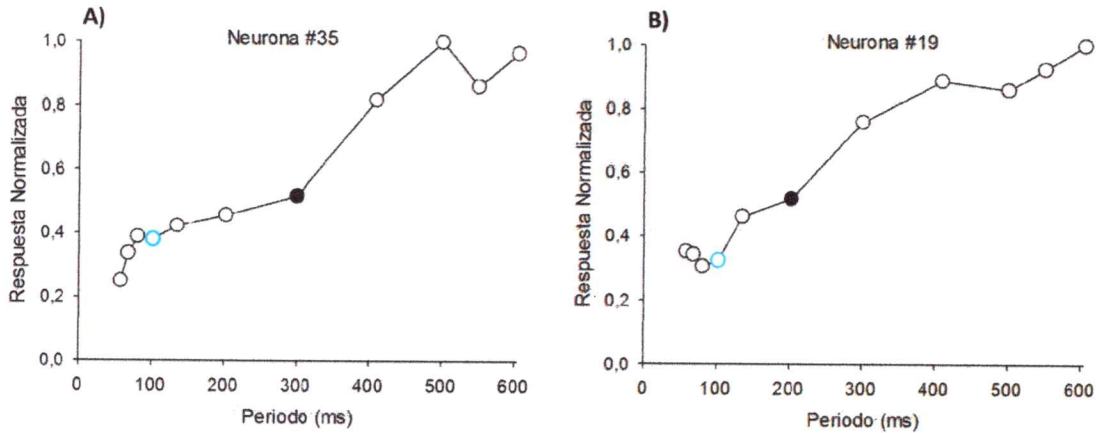 A)
Neurona #35
Respuesta Normalizada
1,0
0,8
0,6
0,4
0,2
0,0
0 100 200 300 400 500 600
Periodo (ms)
B)
Neurona #19
Respuesta Normalizada
1,0
0,8
0,6
0,4
0,2
0,0
0 100 200 300 400 500 600
Periodo (ms)